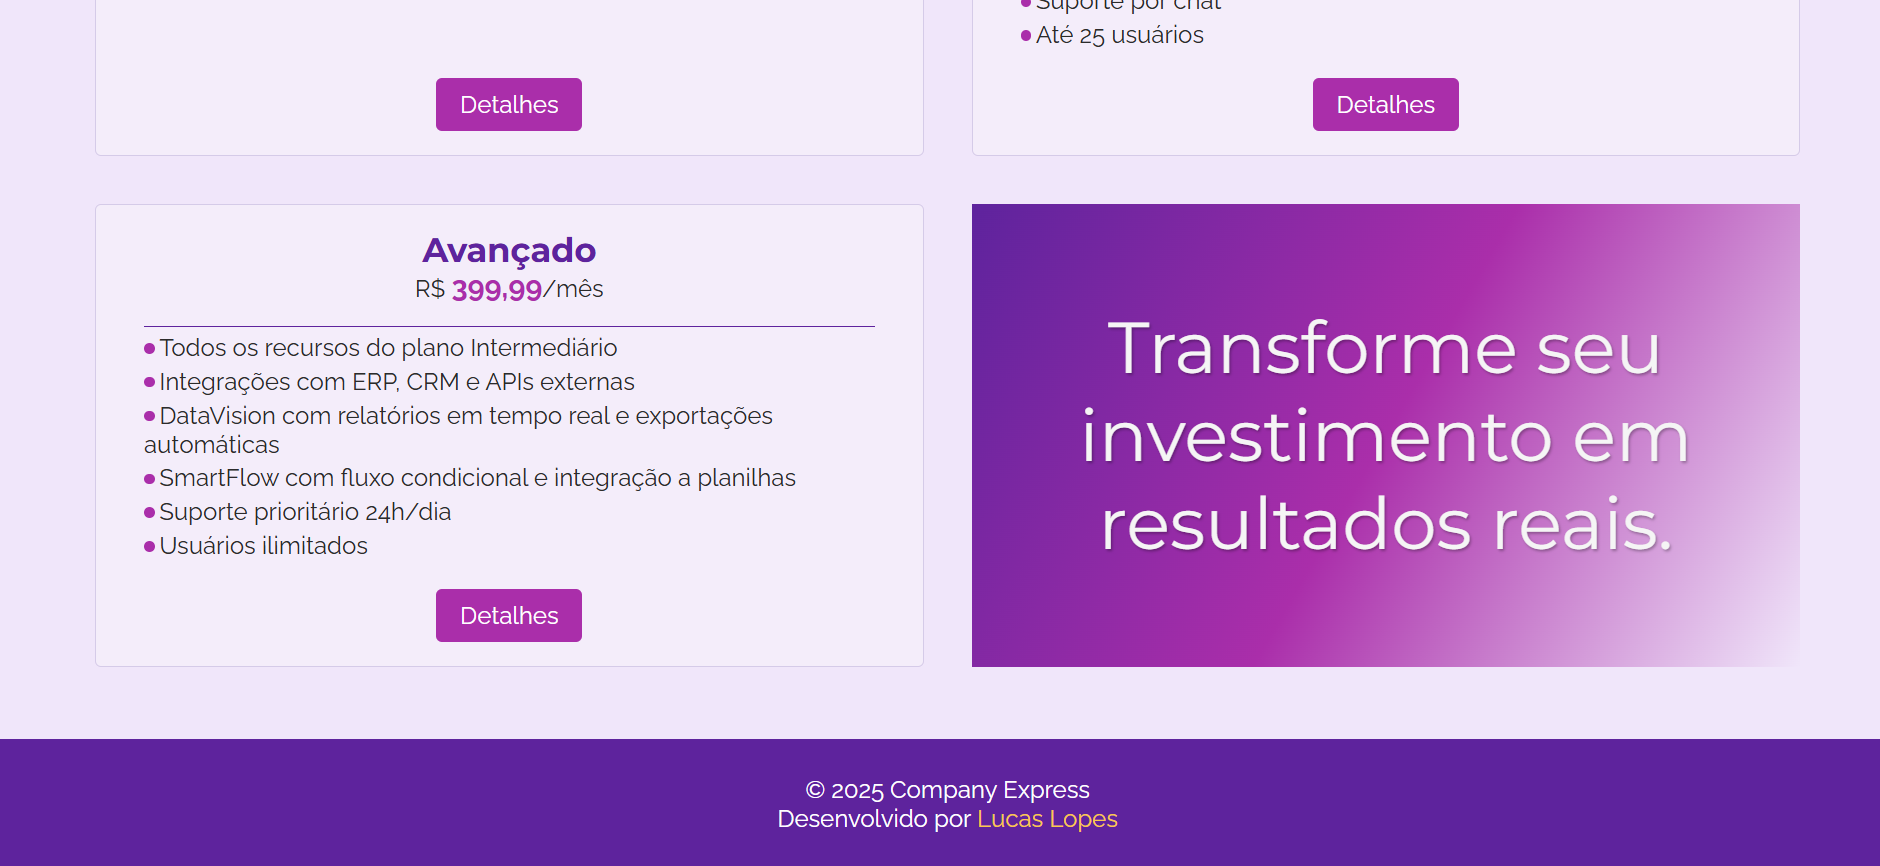 Suporte por chat
Até 25 usuários
Detalhes
Detalhes
Avançado
R$ 399,99/mês
Todos os recursos do plano Intermediário
Integrações com ERP, CRM e APIs externas
DataVision com relatórios em tempo real e exportações
automáticas
SmartFlow com fluxo condicional e integração a planilhas
Suporte prioritário 24h/dia
Usuários ilimitados
Detalhes
Transforme seu
investimento em
resultados reais.
© 2025 Company Express
Desenvolvido por Lucas Lopes